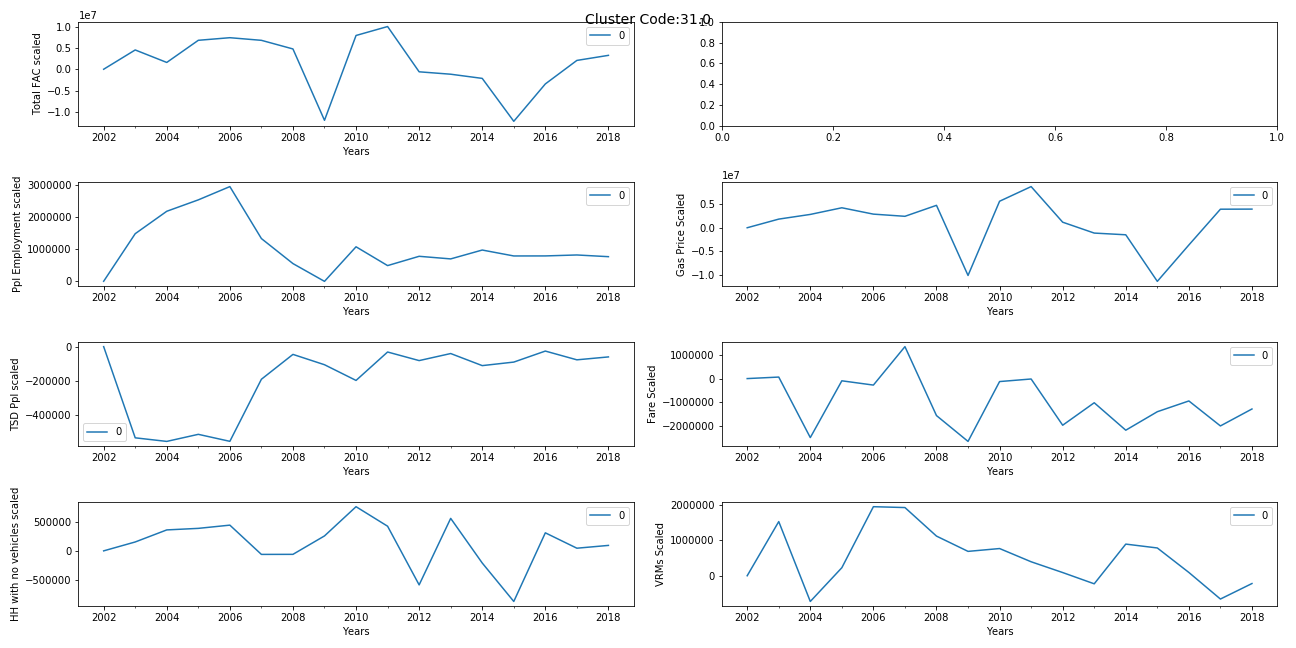 Cluster Code:31.0
1e7
Total FAC scaled
1.0
0.5
0.0
−0.5
−1.0
0
2002 2004 2006 2008 2010 2012 2014 2016 2018
Years
1.0
0.8
0.6
0.4
0.2
0.0
0.0 0.2 0.4 0.6 0.8 1.0
Ppl Employment scaled
3000000
2000000
1000000
0
0
2002 2004 2006 2008 2010 2012 2014 2016 2018
Years
1e7
Gas Price Scaled
0.5
0.0
−0.5
−1.0
0
2002 2004 2006 2008 2010 2012 2014 2016 2018
Years
TSD Ppl scaled
0
−200000
−400000
0
2002 2004 2006 2008 2010 2012 2014 2016 2018
Years
Fare Scaled
1000000
0
−1000000
−2000000
0
2002 2004 2006 2008 2010 2012 2014 2016 2018
Years
HH with no vehicles scaled
500000
0
−500000
0
2002 2004 2006 2008 2010 2012 2014 2016 2018
Years
VRMs Scaled
2000000
1000000
0
0
2002 2004 2006 2008 2010 2012 2014 2016 2018
Years